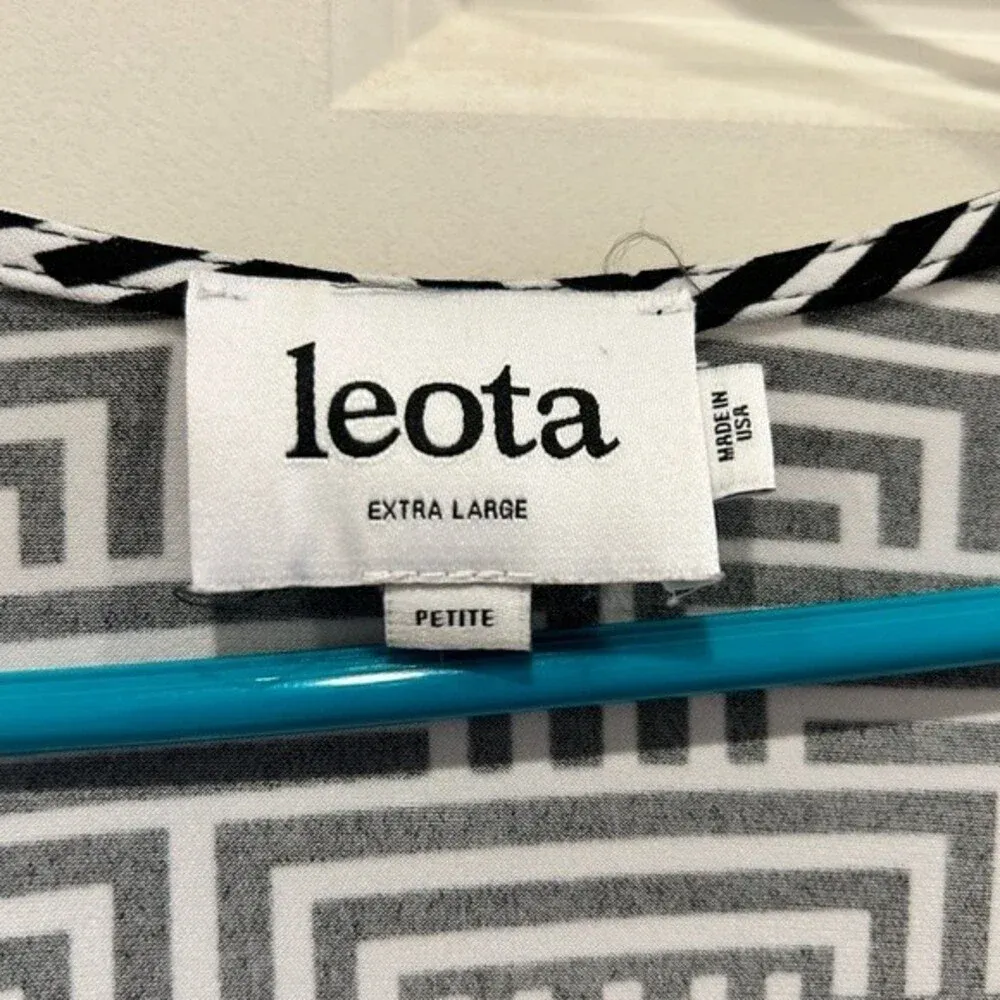 leota
EXTRA LARGE
PETITE
MADE IN
USA